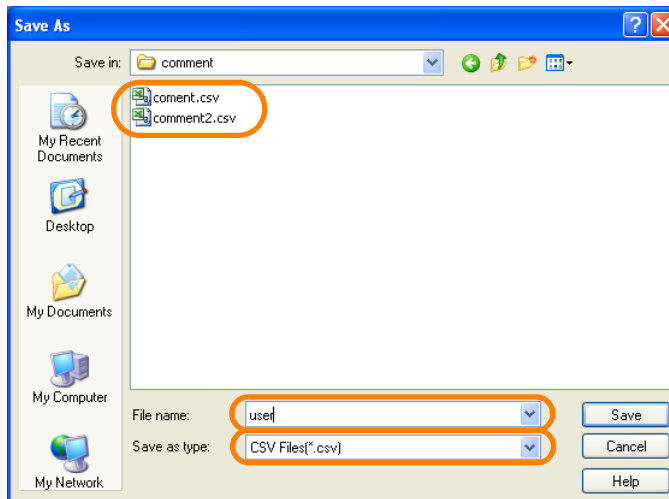 Save As
Save in:
comment
coment.csv
comment2.csv
My Recent
Documents
Desktop
My Documents
My Computer
My Network
File name:
user
Save
Save as type:
CSV Files(*.csv)
Cancel
Help